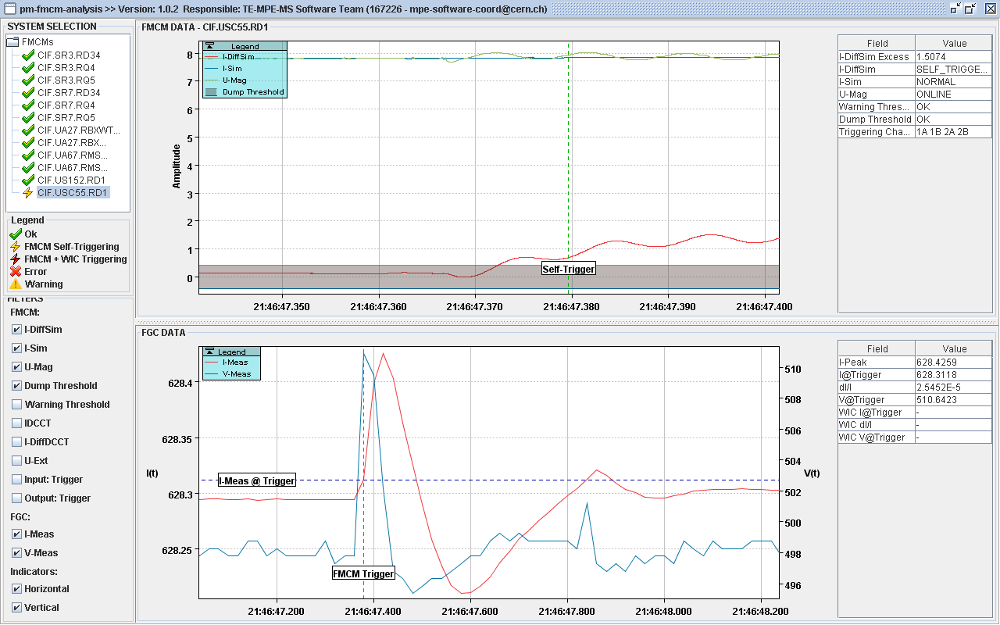 pm-fmcm-analysis >> Version: 1.0.2 Responsible: TE-MPE-MS Software Team (167226 - mpe-software-coord@cern.ch)
SYSTEM SELECTION
FMCMs
CIF.SR3.RD34
CIF.SR3.RQ4
CIF.SR3.RQ5
CIF.SR7.RD34
CIF.SR7.RQ4
CIF.SR7.RQ5
CIF.UA27.RBXWT...
CIF.UA27.RBX...
CIF.UA67.RMS...
CIF.UA67.RMS...
CIF.US152.RD1
CIF.USC55.RD1
Legend
Ok
FMCM Self-Triggering
FMCM + WIC Triggering
Error
Warning
FILTERS
FMCM:
I-DiffSim
I-Sim
U-Mag
Dump Threshold
Warning Threshold
IDCCT
I-DiffDCCT
U-Ext
Input: Trigger
Output: Trigger
FGC:
I-Meas
V-Meas
Indicators:
Horizontal
Vertical
FMCM DATA - CIF.USC55.RD1
Legend
I-DiffSim
I-Sim
U-Mag
Dump Threshold
8
7
6
5
4
3
2
1
0
Amplitude
Self-Trigger
21:46:47.350 21:46:47.360 21:46:47.370 21:46:47.380 21:46:47.390 21:46:47.400
Field Value
I-DiffSim Excess 1.5074
I-DiffSim SELF_TRIGGE...
I-Sim NORMAL
U-Mag ONLINE
Warning Thres... OK
Dump Threshold OK
Triggering Cha... 1A 1B 2A 2B
FGC DATA
Legend
I-Meas
V-Meas
628.4
628.35
628.3
628.25
I(t)
I-Meas @ Trigger
FMCM Trigger
510
508
506
504
502
500
498
496
V(t)
21:46:47.200 21:46:47.400 21:46:47.600 21:46:47.800 21:46:48.000 21:46:48.200
Field Value
I-Peak 628.4259
I@Trigger 628.3118
dI/I 2.5452E-5
V@Trigger 510.6423
WIC I@Trigger -
WIC dI/I -
WIC V@Trigger -